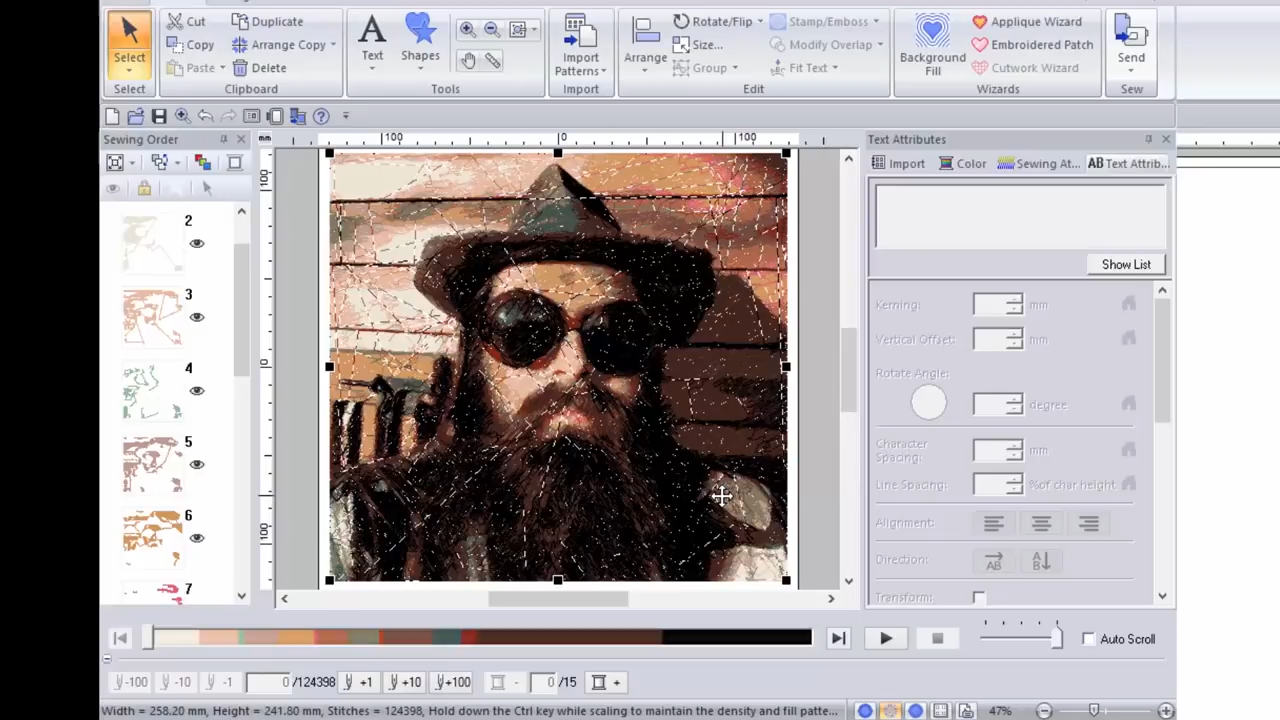 Cut
Duplicate
Rotate/Flip
Stamp/Emboss
Applique Wizard
Copy
Arrange Copy
Size...
Modify Overlap
Embroidered Patch
Select
Text
Shapes
Import
Patterns
Arrange
Background
Fill
Send
Paste
Delete
Group
Fit Text
Cutwork Wizard
Select
Clipboard
Tools
Import
Edit
Wizards
Sew
Sewing Order
mm
100
0
100
Text Attributes
Import
Color
Sewing At...
AB Text Attrib...
2
3
4
5
6
7
100
0
100
Show List
Kerning:
mm
Vertical Offset:
mm
Rotate Angle:
degree
Character
Spacing:
mm
Line Spacing:
%of char height
Alignment:
Direction:
AB
AB
Transform:
Auto Scroll
-100
-10
-1
0
/124398
+1
+10
+100
-
0
/15
+
Width = 258.20 mm, Height = 241.80 mm, Stitches = 124398, Hold down the Ctrl key while scaling to maintain the density and fill patte...
47%